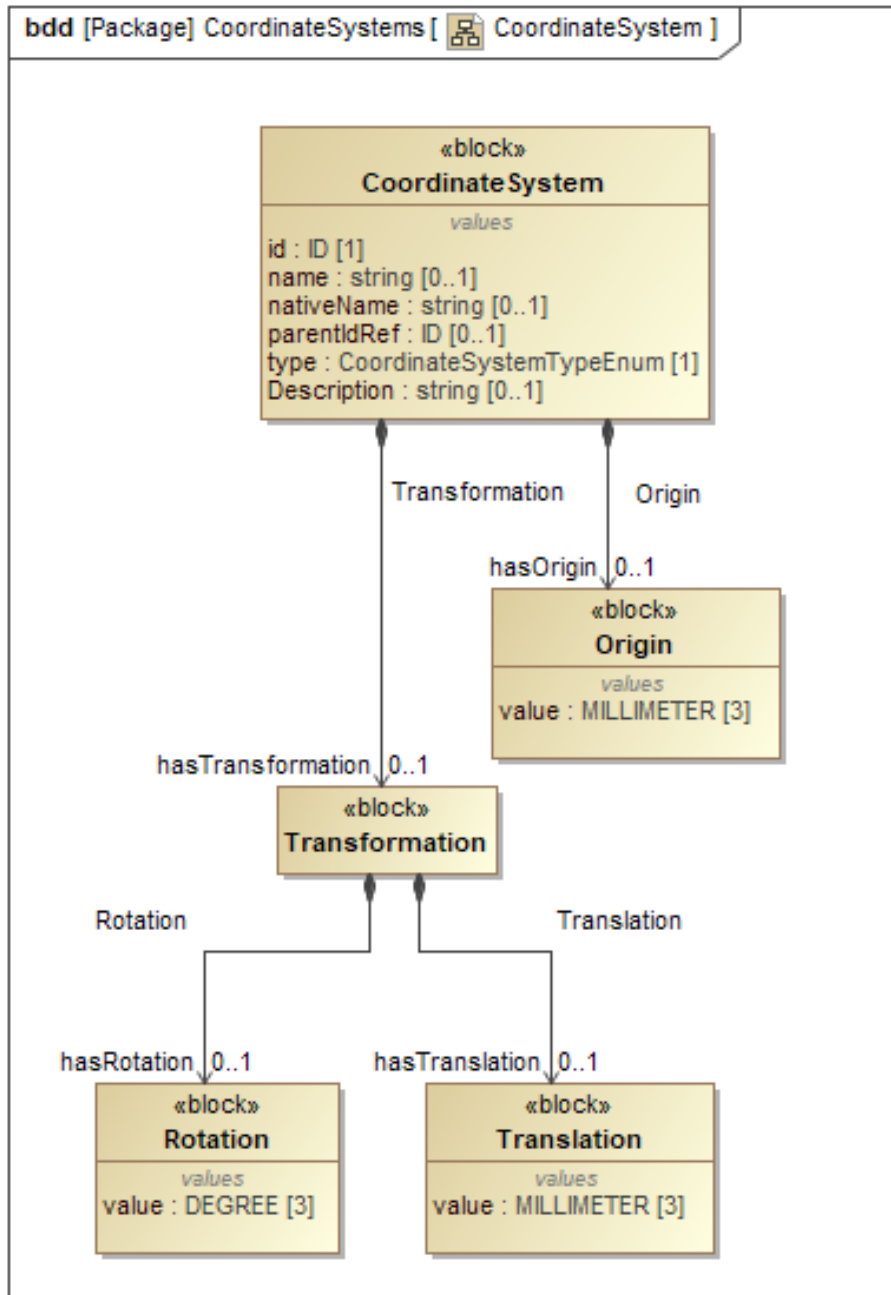 bdd [Package] CoordinateSystems [ CoordinateSystem ]
«block»
CoordinateSystem
values
id : ID [1]
name : string [0..1]
nativeName : string [0..1]
parentIdRef : ID [0..1]
type : CoordinateSystemTypeEnum [1]
Description : string [0..1]
Transformation
Origin
hasOrigin 0..1
«block»
Origin
values
value : MILLIMETER [3]
hasTransformation 0..1
«block»
Transformation
Rotation
Translation
hasRotation 0..1
hasTranslation 0..1
«block»
Rotation
values
value : DEGREE [3]
«block»
Translation
values
value : MILLIMETER [3]